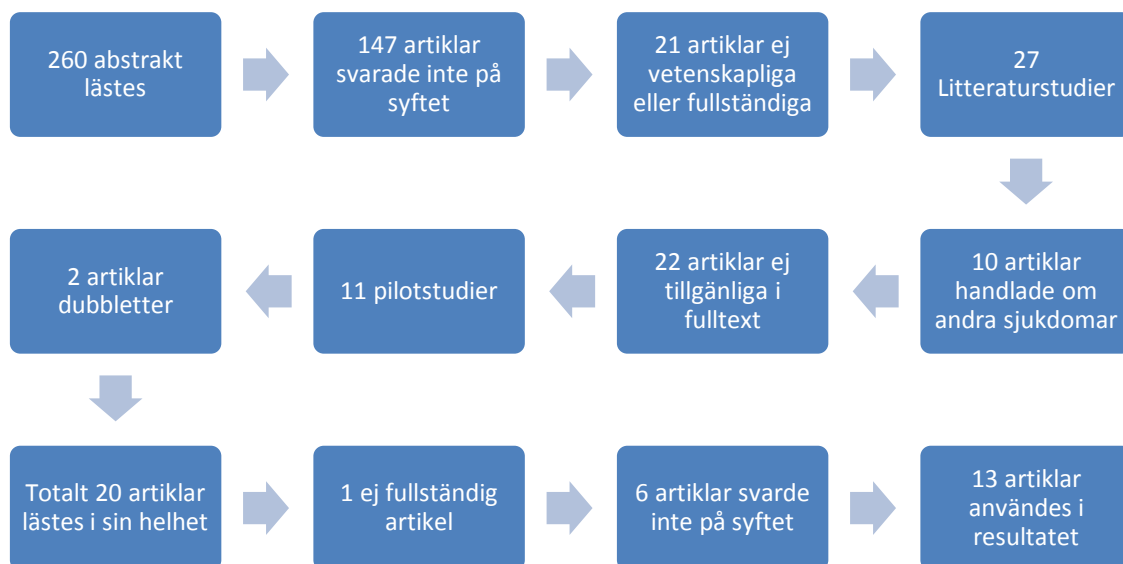 260 abstrakt
lästes
147 artiklar
svarade inte på
syftet
21 artiklar ej
vetenskapliga
eller fullständiga
27
Litteraturstudier
10 artiklar
handlade om
andra sjukdomar
22 artiklar ej
tillgänliga i
fulltext
11 pilotstudier
2 artiklar
dubbletter
Totalt 20 artiklar
lästes i sin helhet
1 ej fullständig
artikel
6 artiklar svarde
inte på syftet
13 artiklar
användes i
resultatet